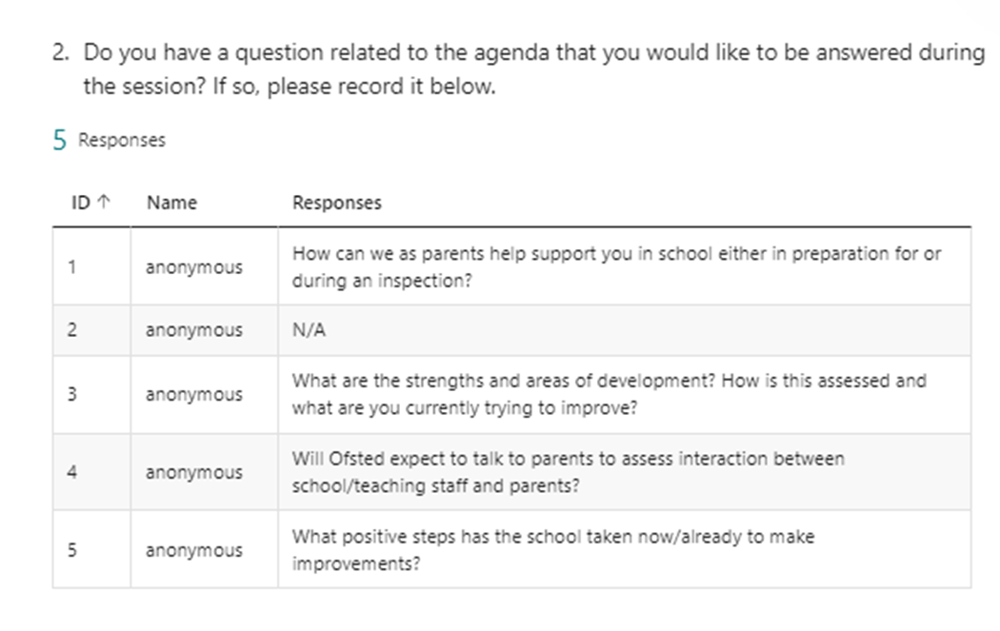 2. Do you have a question related to the agenda that you would like to be answered during
the session? If so, please record it below.
5 Responses
ID ↑ Name Responses
1 anonymous How can we as parents help support you in school either in preparation for or
during an inspection?
2 anonymous N/A
3 anonymous What are the strengths and areas of development? How is this assessed and
what are you currently trying to improve?
4 anonymous Will Ofsted expect to talk to parents to assess interaction between
school/teaching staff and parents?
5 anonymous What positive steps has the school taken now/already to make
improvements?